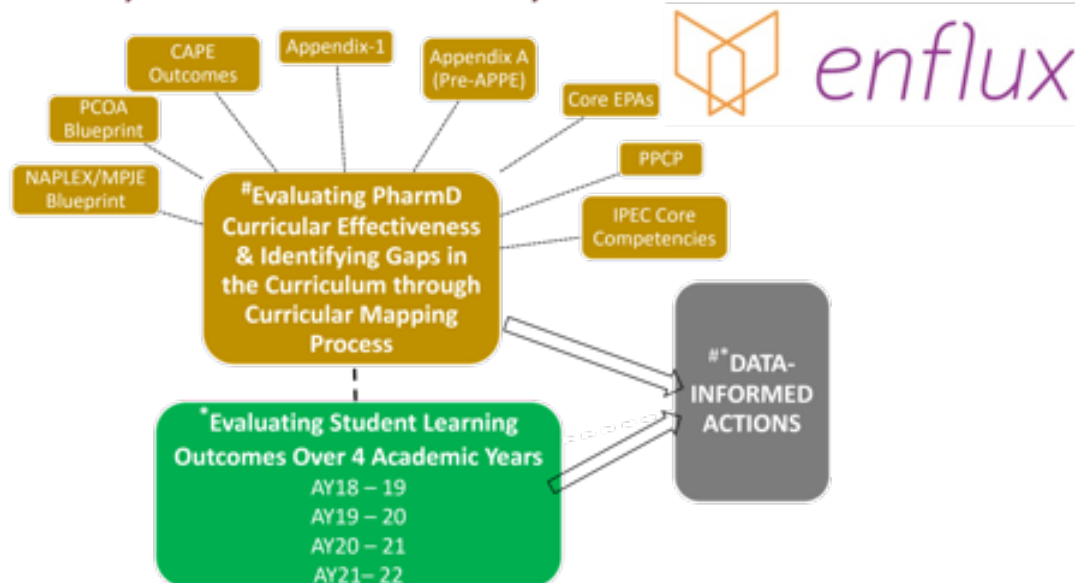 CAPE
Outcomes
Appendix-1
Appendix A
(Pre-APPE)
enflux
PCOA
Blueprint
Core EPAs
NAPLEX/MPJE
Blueprint
PPCP
IPEC Core
Competencies
#Evaluating PharmD
Curricular Effectiveness
& Identifying Gaps in
the Curriculum through
Curricular Mapping
Process
#*DATA-
INFORMED
ACTIONS
*Evaluating Student Learning
Outcomes Over 4 Academic Years
AY18 – 19
AY19 – 20
AY20 – 21
AY21– 22